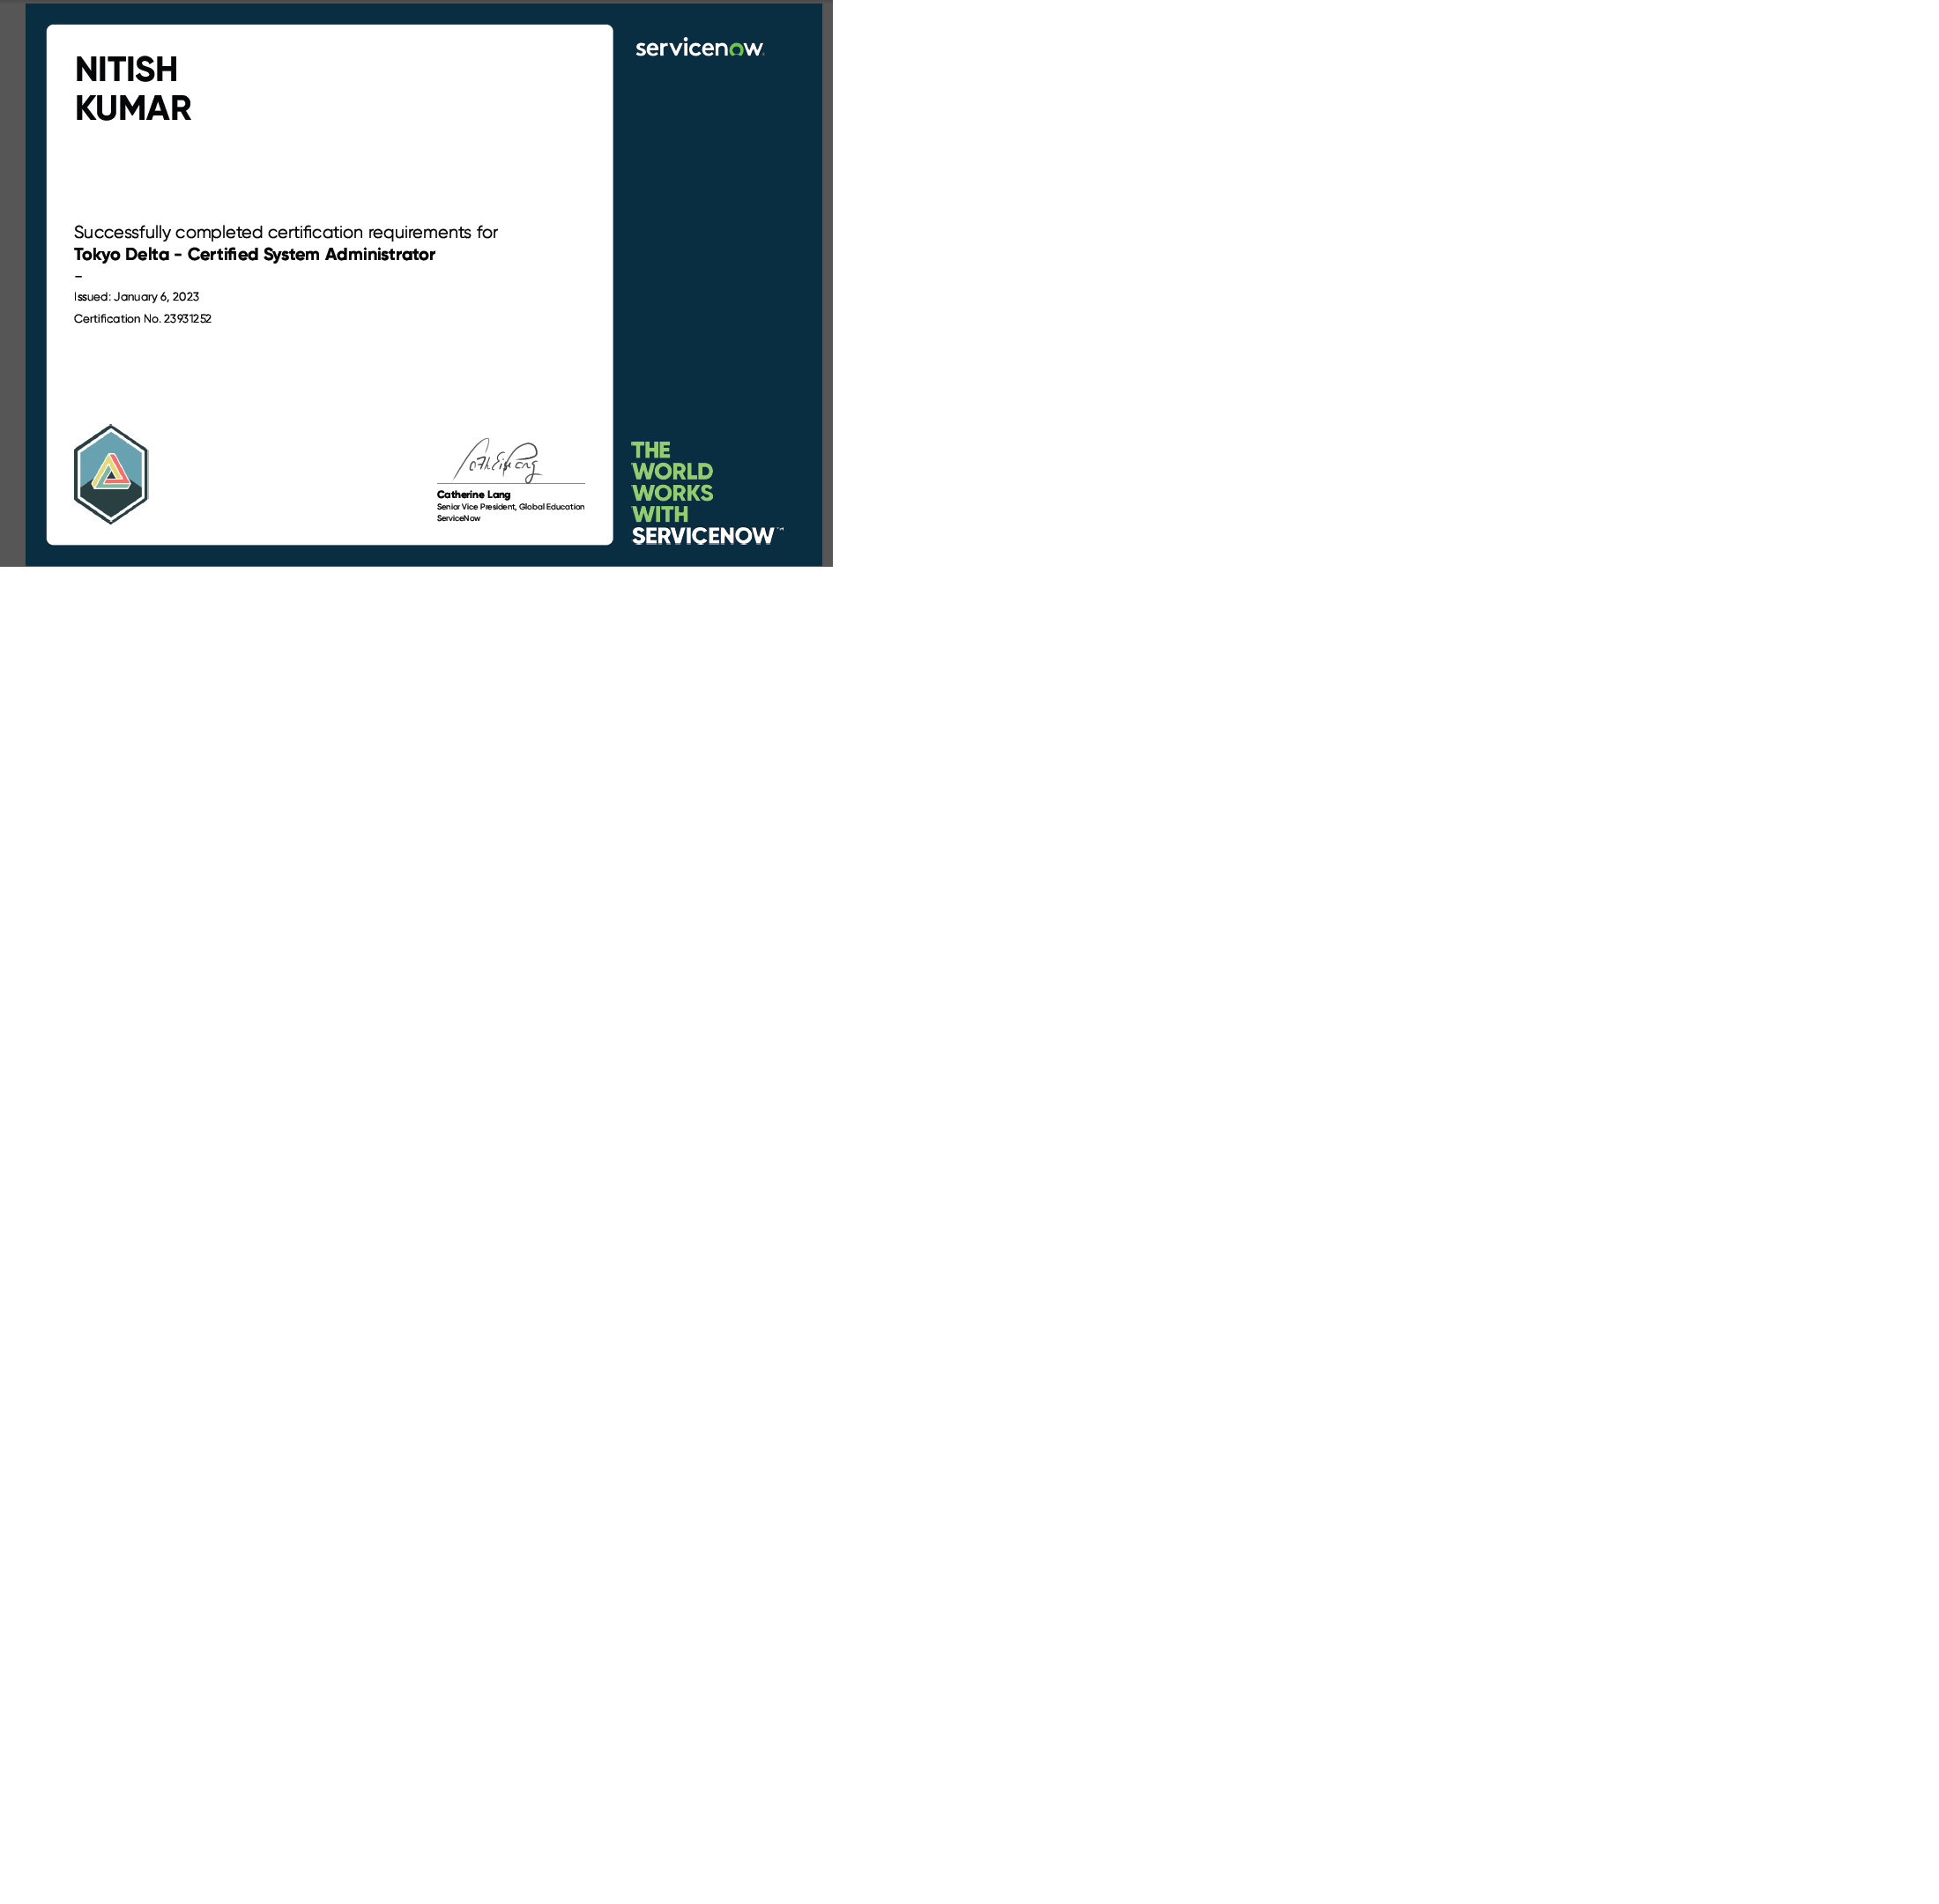 NITISH
KUMAR
Successfully completed certification requirements for
Tokyo Delta - Certified System Administrator
-
Issued: January 6, 2023
Certification No. 23931252
Catherine Lang
Senior Vice President, Global Education
ServiceNow
servicenow
THE
WORLD
WORKS
WITH
SERVICENOW™